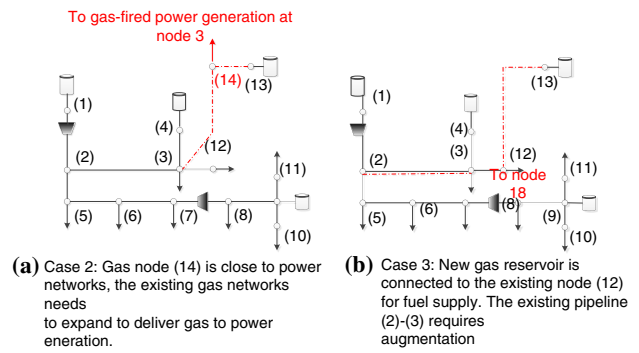 To gas-fired power generation at
node 3
(14)
(13)
(1)
(4)
(12)
(2)
(3)
(11)
(5)
(6)
(7)
(8)
(10)
(a) Case 2: Gas node (14) is close to power
networks, the existing gas networks
needs
to expand to deliver gas to power
eneration.
(13)
(1)
(4)
(3)
(12)
(2)
To node
18
(11)
(5)
(6)
(8)
(9)
(10)
(b) Case 3: New gas reservoir is
connected to the existing node (12)
for fuel supply. The existing pipeline
(2)-(3) requires
augmentation